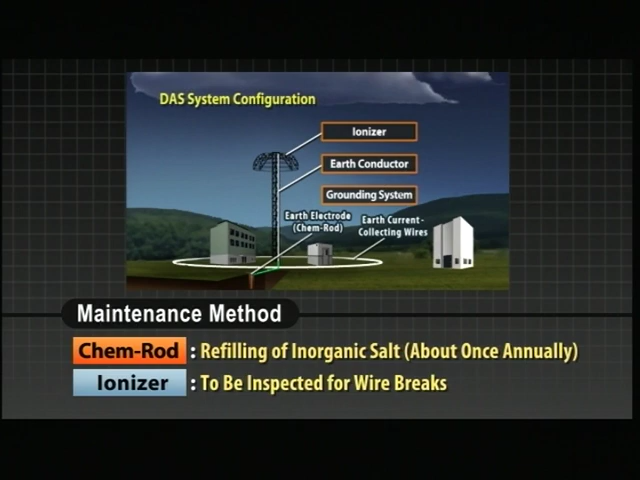 DAS System Configuration
Ionizer
Earth Conductor
Grounding System
Earth Electrode
(Chem-Rod)
Earth Current-
Collecting Wires
Maintenance Method
Chem-Rod : Refilling of Inorganic Salt (About Once Annually)
Ionizer : To Be Inspected for Wire Breaks